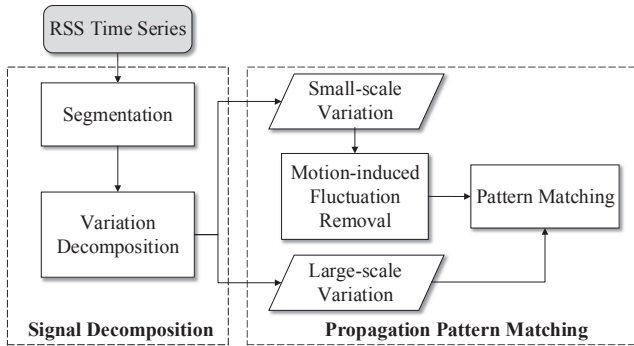 RSS Time Series
Segmentation
Variation
Decomposition
Signal Decomposition
Small-scale
Variation
Motion-induced
Fluctuation
Removal
Pattern Matching
Large-scale
Variation
Propagation Pattern Matching